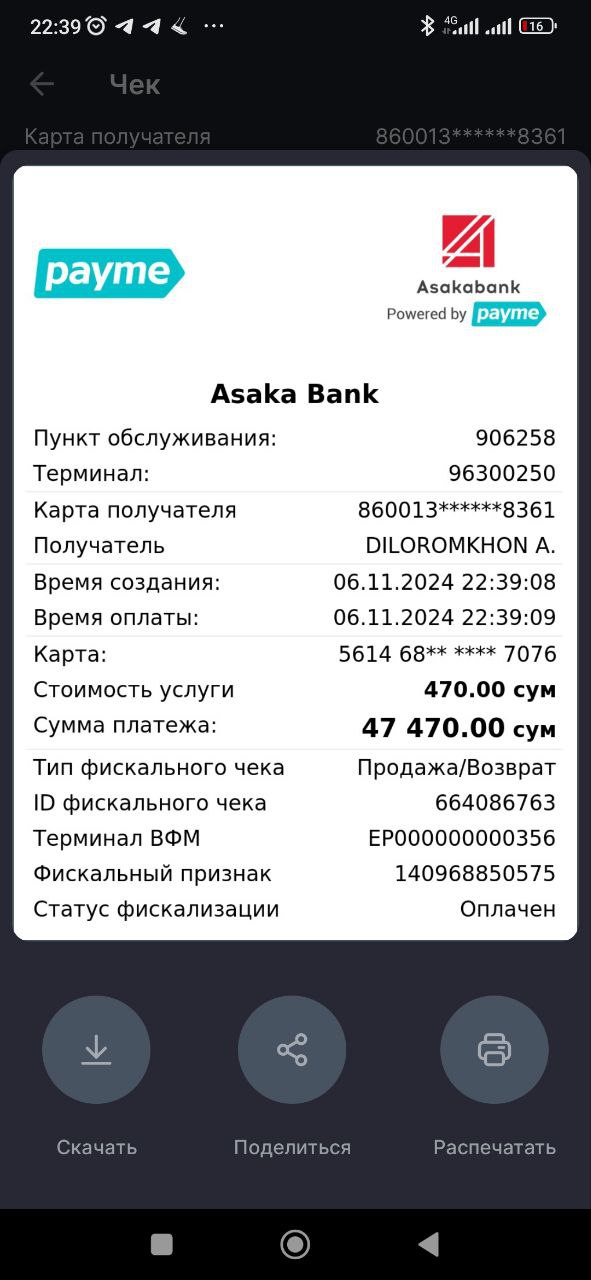 22:39
4G
16
Чек
Карта получателя 860013******8361
payme
Asakabank
Powered by payme
Asaka Bank
Пункт обслуживания: 906258
Терминал: 96300250
Карта получателя 860013******8361
Получатель DILOROMKHON A.
Время создания: 06.11.2024 22:39:08
Время оплаты: 06.11.2024 22:39:09
Карта: 5614 68** **** 7076
Стоимость услуги 470.00 сум
Сумма платежа: 47 470.00 сум
Тип фискального чека Продажа/Возврат
ID фискального чека 664086763
Терминал ВФМ EP000000000356
Фискальный признак 140968850575
Статус фискализации Оплачен
Скачать Поделиться Распечатать